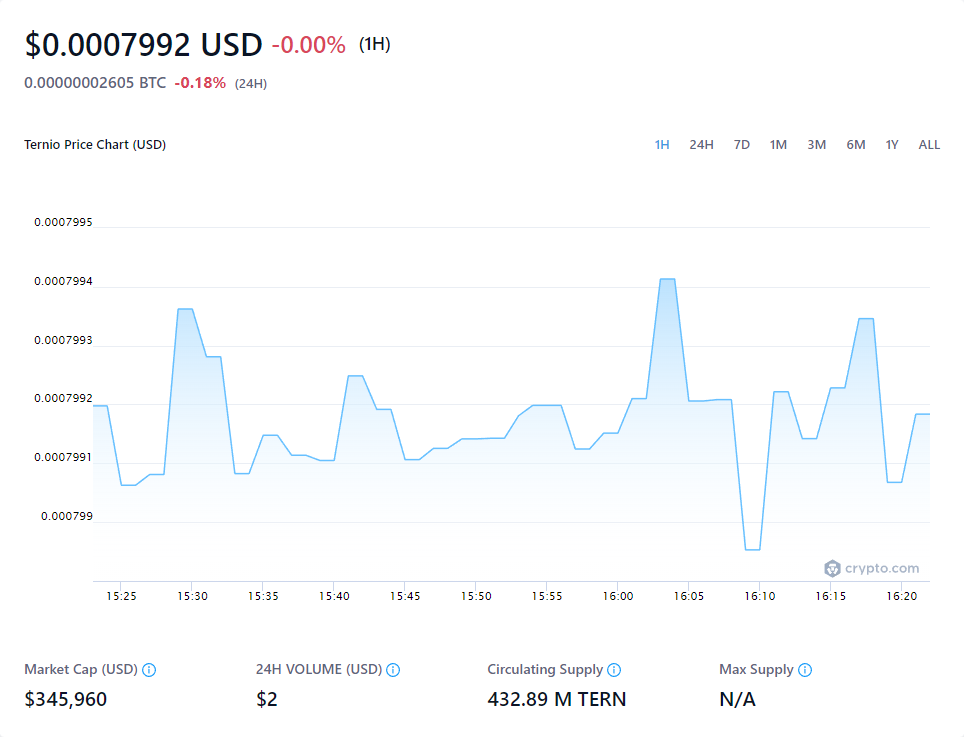 $0.0007992 USD -0.00% (1H)
0.00000002605 BTC -0.18% (24H)
Ternio Price Chart (USD) 1H 24H 7D 1M 3M 6M 1Y ALL
0.0007995
0.0007994
0.0007993
0.0007992
0.0007991
0.000799
crypto.com
15:25 15:30 15:35 15:40 15:45 15:50 15:55 16:00 16:05 16:10 16:15 16:20
Market Cap (USD) 24H VOLUME (USD) Circulating Supply Max Supply
$345,960 $2 432.89 M TERN N/A